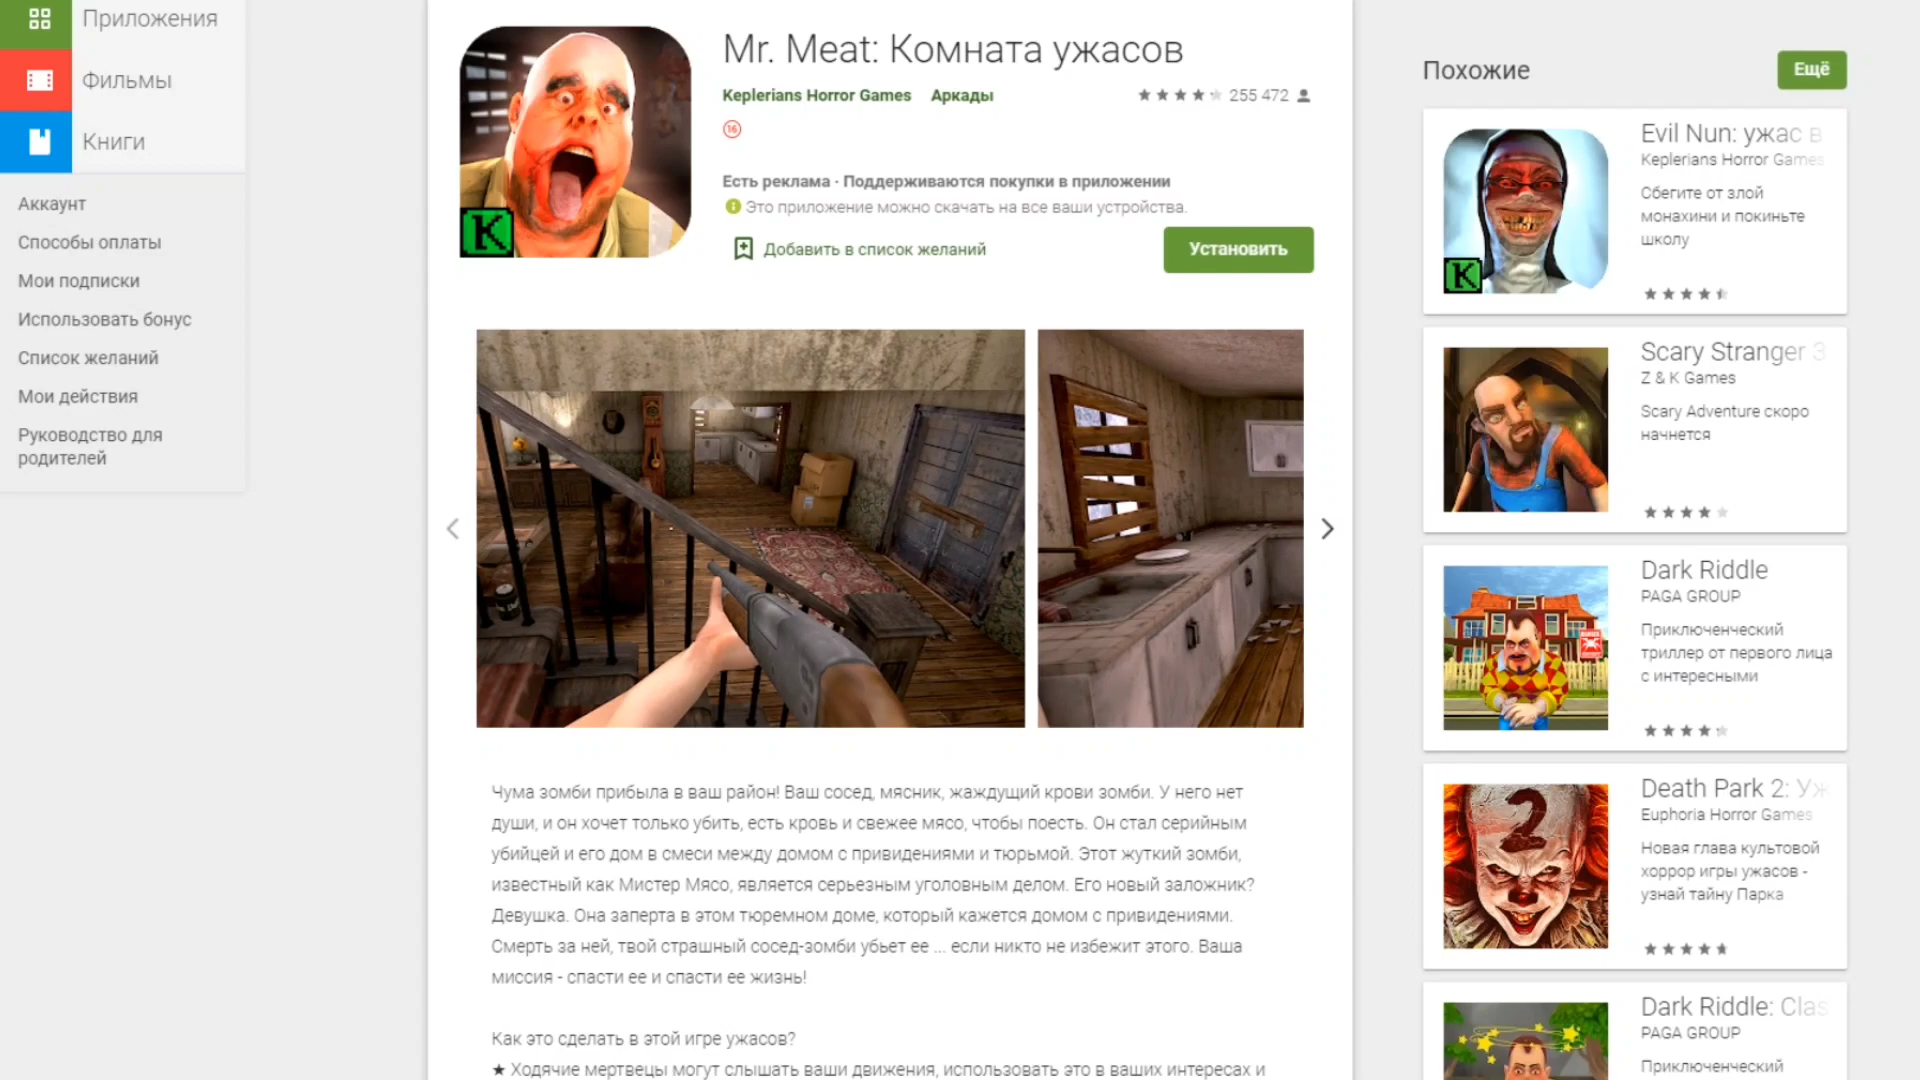 Приложения
Фильмы
Книги
Аккаунт
Способы оплаты
Мои подписки
Использовать бонус
Список желаний
Мои действия
Руководство для
родителей
Mr. Meat: Комната ужасов
Keplerians Horror Games Аркады
255 472
16
Есть реклама · Поддерживаются покупки в приложении
Это приложение можно скачать на все ваши устройства.
Добавить в список желаний
Установить
K
Чума зомби прибыла в ваш район! Ваш сосед, мясник, жаждущий крови зомби. У него нет
души, и он хочет только убить, есть кровь и свежее мясо, чтобы поесть. Он стал серийным
убийцей и его дом в смеси между домом с привидениями и тюрьмой. Этот жуткий зомби,
известный как Мистер Мясо, является серьезным уголовным делом. Его новый заложник?
Девушка. Она заперта в этом тюремном доме, который кажется домом с привидениями.
Смерть за ней, твой страшный сосед-зомби убьет ее ... если никто не избежит этого. Ваша
миссия - спасти ее и спасти ее жизнь!
Как это сделать в этой игре ужасов?
★ Ходячие мертвецы могут слышать ваши движения, использовать это в ваших интересах и
Похожие
Ещё
K
Evil Nun: ужас в
Keplerians Horror Games
Сбегите от злой
монахини и покиньте
школу
Scary Stranger 3
Z & K Games
Scary Adventure скоро
начнется
Dark Riddle
PAGA GROUP
Приключенческий
триллер от первого лица
с интересными
2
Death Park 2: Уж
Euphoria Horror Games
Новая глава культовой
хоррор игры ужасов -
узнай тайну Парка
Dark Riddle: Clas
PAGA GROUP
Приключенческий